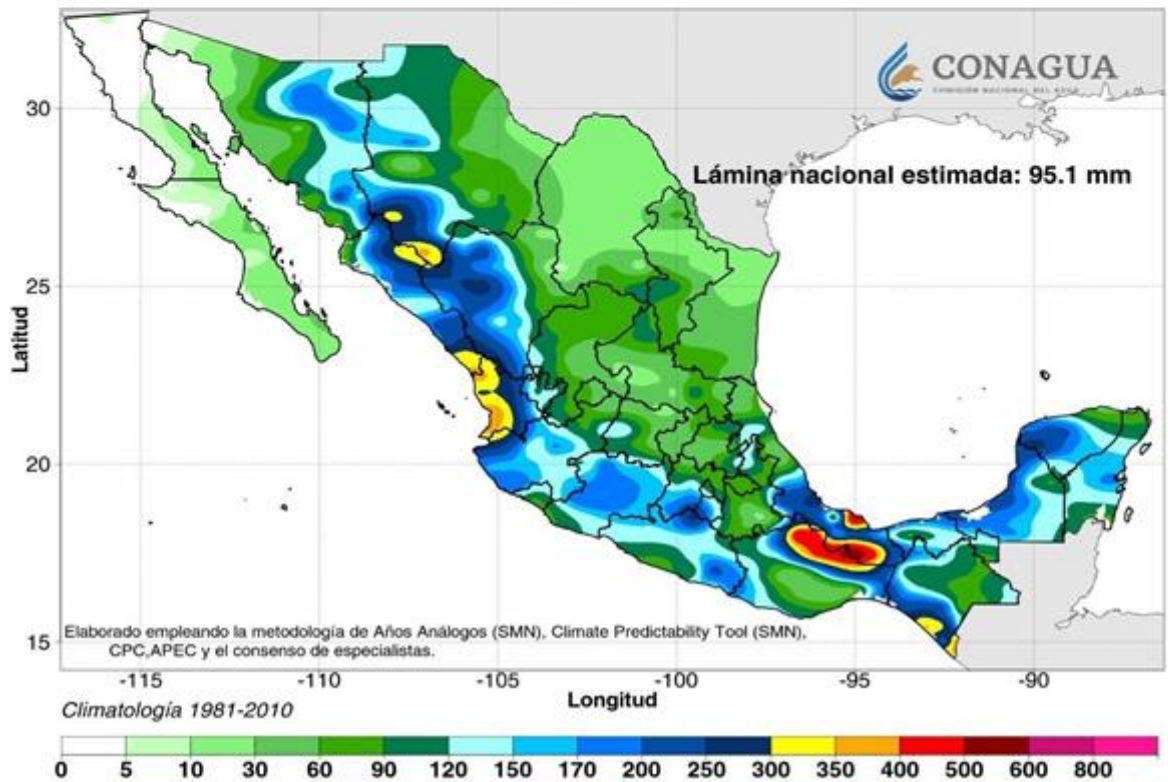 CONAGUA
COMISIÓN NACIONAL DEL AGUA
Lámina nacional estimada: 95.1 mm
30
25
20
15
Latitud
Elaborado empleando la metodología de Años Análogos (SMN), Climate Predictability Tool (SMN),
CPC,APEC y el consenso de especialistas.
-115 -110 -105 -100 -95 -90
Longitud
Climatología 1981-2010
0 5 10 30 60 90 120 150 170 200 250 300 350 400 500 600 800